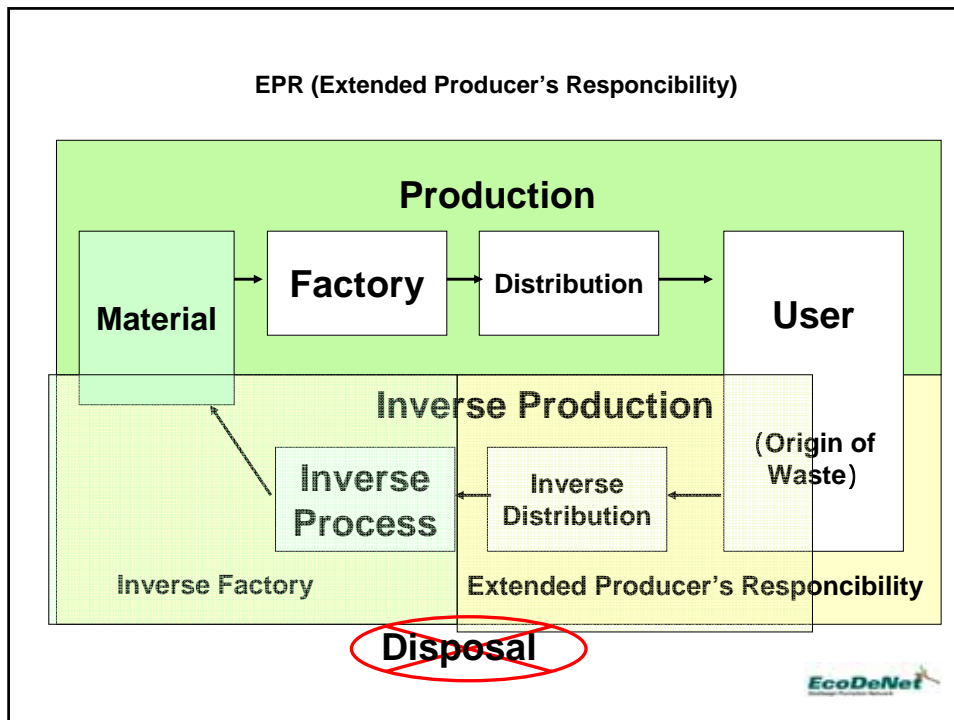 EPR (Extended Producer's Responcibility)
Production
Material
Factory
Distribution
User
Inverse Production
(Origin of
Waste)
Inverse
Process
Inverse
Distribution
Inverse Factory
Extended Producer's Responcibility
Disposal
EcoDeNet